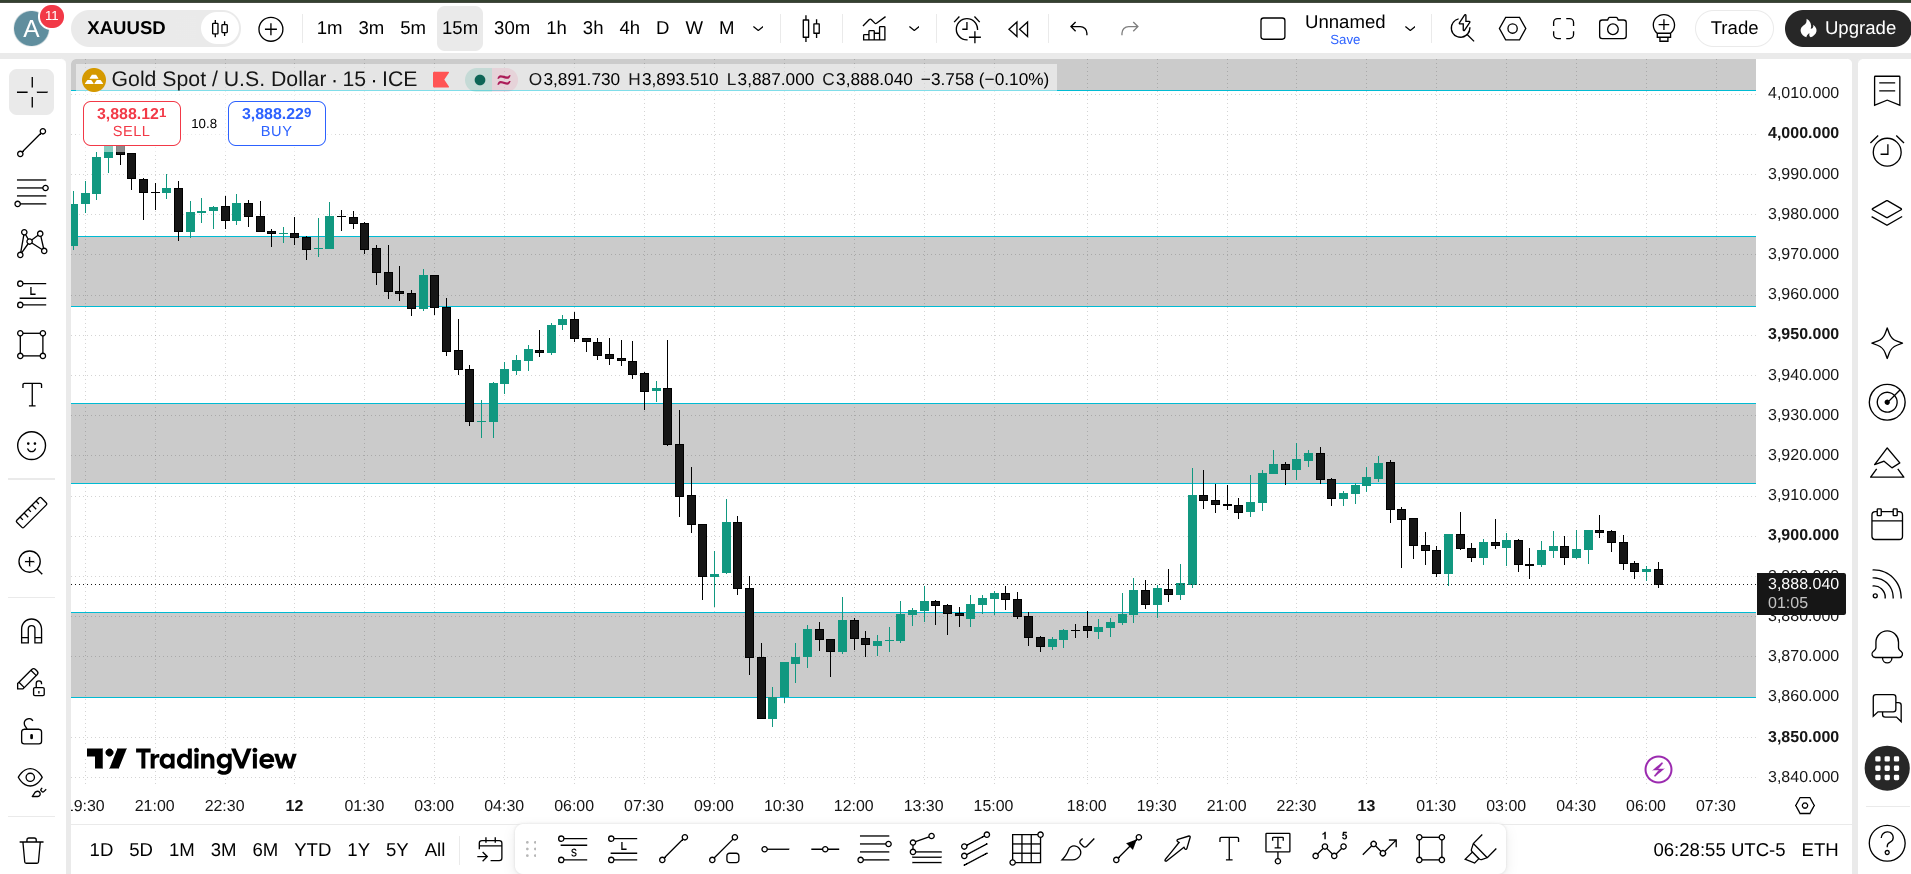 A
11
XAUUSD
1m 3m 5m 15m 30m 1h 3h 4h D W M
Unnamed
Save
Trade
Upgrade
Gold Spot / U.S. Dollar · 15 · ICE
O3,891.730 H3,893.510 L3,887.000 C3,888.040 −3.758 (−0.10%)
3,888.121
SELL
10.8
3,888.229
BUY
4,010.000
4,000.000
3,990.000
3,980.000
3,970.000
3,960.000
3,950.000
3,940.000
3,930.000
3,920.000
3,910.000
3,900.000
3,888.040
01:05
3,880.000
3,870.000
3,860.000
3,850.000
3,840.000
TradingView
9:30 21:00 22:30 12 01:30 03:00 04:30 06:00 07:30 09:00 10:30 12:00 13:30 15:00 18:00 19:30 21:00 22:30 13 01:30 03:00 04:30 06:00 07:30
1D 5D 1M 3M 6M YTD 1Y 5Y All
06:28:55 UTC-5 ETH